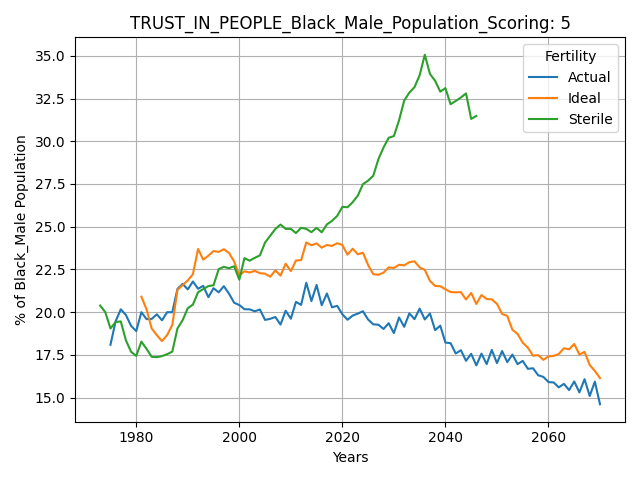 TRUST_IN_PEOPLE_Black_Male_Population_Scoring: 5
% of Black_Male Population
35.0
32.5
30.0
27.5
25.0
22.5
20.0
17.5
15.0
Fertility
Actual
Ideal
Sterile
1980
2000
2020
2040
2060
Years